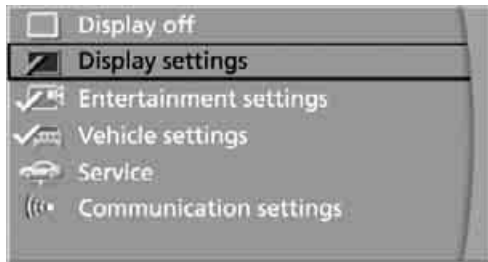 Display off
Display settings
Entertainment settings
Vehicle settings
Service
Communication settings